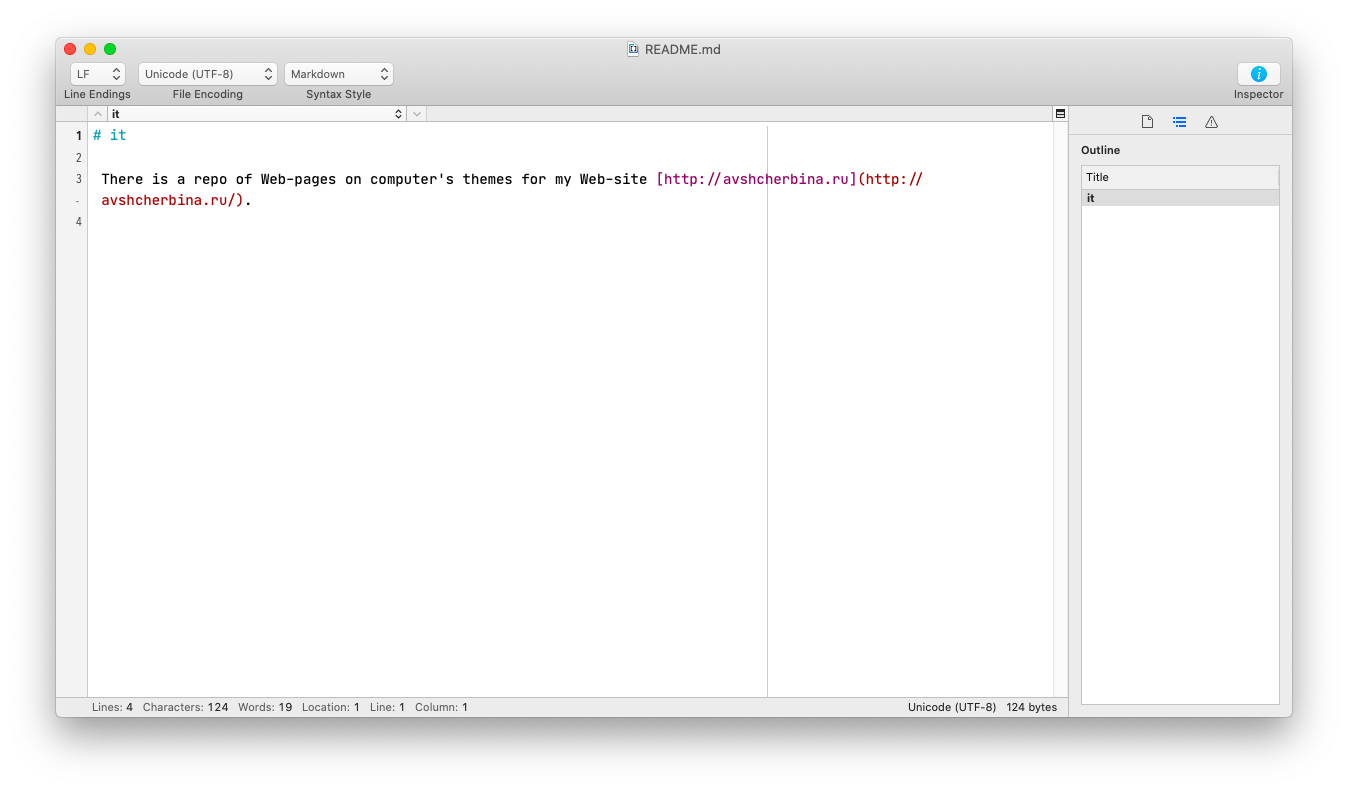 README.md
LF
Unicode (UTF-8)
Markdown
Line Endings
File Encoding
Syntax Style
Inspector
it
1
# it
2
3
There is a repo of Web-pages on computer's themes for my Web-site [http://avshcherbina.ru](http://
-
avshcherbina.ru/).
4
Outline
Title
it
Lines: 4 Characters: 124 Words: 19 Location: 1 Line: 1 Column: 1
Unicode (UTF-8) 124 bytes